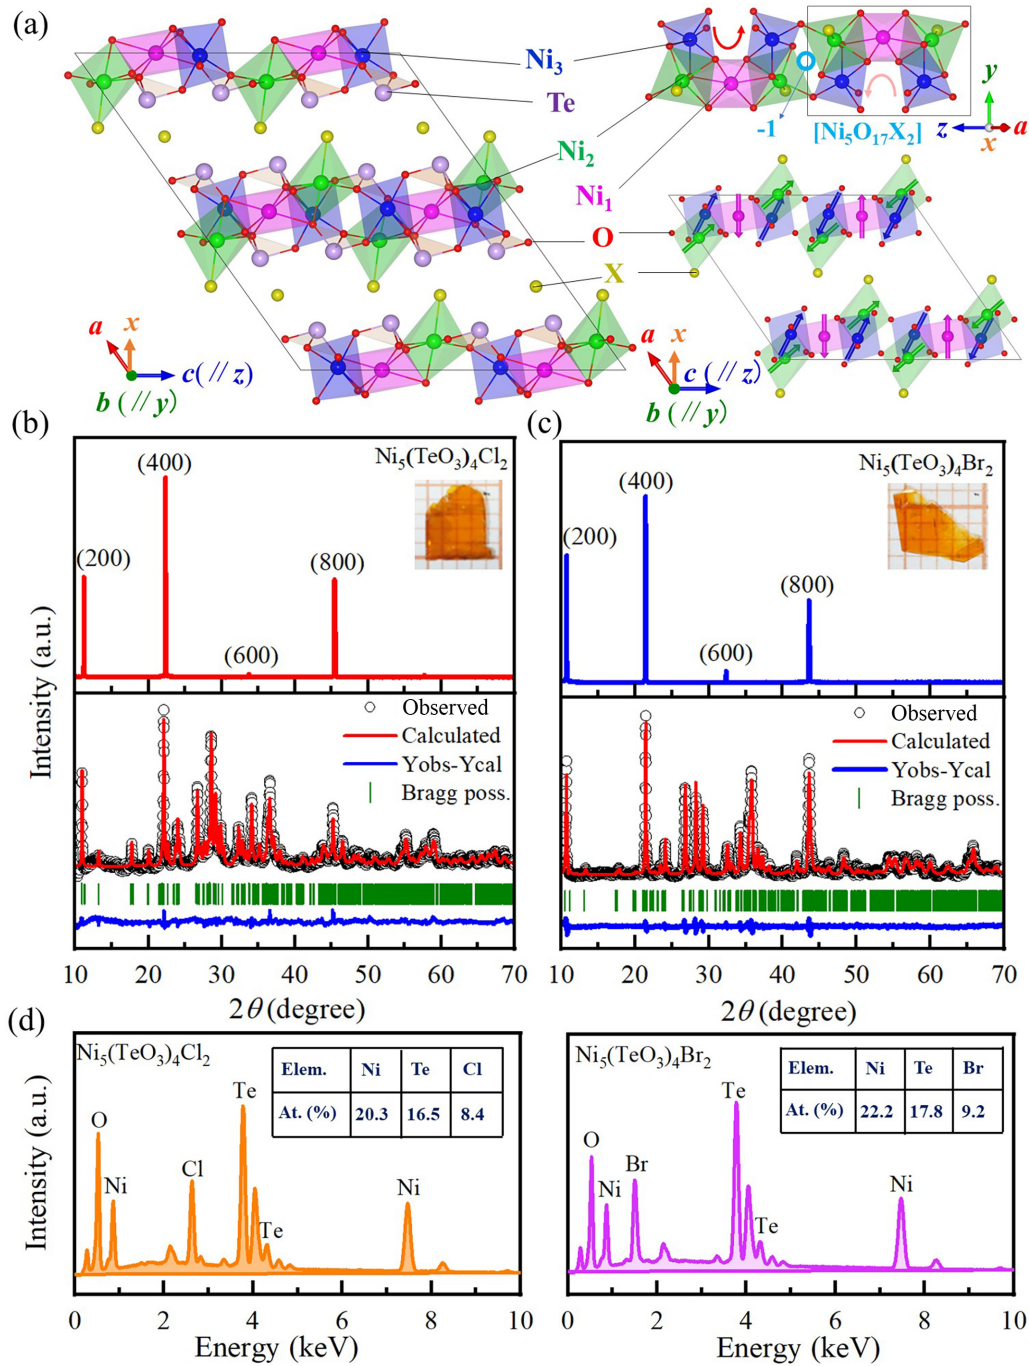 (a)
Ni3
Te
Ni2
Ni1
O
X
-1
[Ni5O17X2]
y
z
a
x
a
x
c(//z)
b(//y)
a
x
c(//z)
b(//y)
(b)
Ni5(TeO3)4Cl2
(200)
(400)
(600)
(800)
Observed
Calculated
Yobs-Ycal
Bragg poss.
Intensity (a.u.)
10 20 30 40 50 60 70
2θ (degree)
(c)
Ni5(TeO3)4Br2
(200)
(400)
(600)
(800)
Observed
Calculated
Yobs-Ycal
Bragg poss.
20 30 40 50 60 70
2θ (degree)
(d)
Ni5(TeO3)4Cl2
Elem. Ni Te Cl
At. (%) 20.3 16.5 8.4
O
Ni
Cl
Te
Te
Ni
Intensity (a.u.)
0 2 4 6 8 10
Energy (keV)
Ni5(TeO3)4Br2
Elem. Ni Te Br
At. (%) 22.2 17.8 9.2
O
Ni
Br
Te
Te
Ni
0 2 4 6 8 10
Energy (keV)